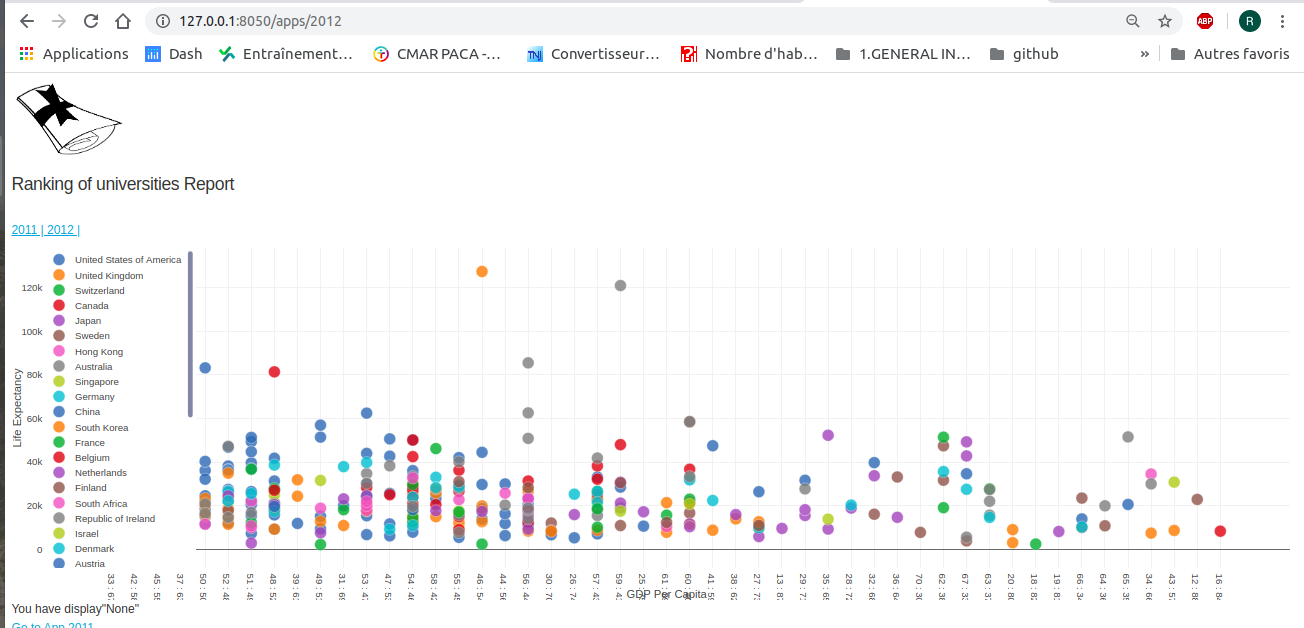 127.0.0.1:8050/apps/2012
ABP
R
Applications
Dash
Entraînement...
CMAR PACA -...
TNJ
Convertisseur...
Nombre d'hab...
1.GENERAL IN...
github
»
Autres favoris
Ranking of universities Report
2011 | 2012 |
United States of America
United Kingdom
Switzerland
Canada
Japan
Sweden
Hong Kong
Australia
Singapore
Germany
China
South Korea
France
Belgium
Netherlands
Finland
South Africa
Republic of Ireland
Israel
Denmark
Austria
Life Expectancy
120k
100k
80k
60k
40k
20k
0
GDP Per Capita
You have display"None"
Go to App 2011